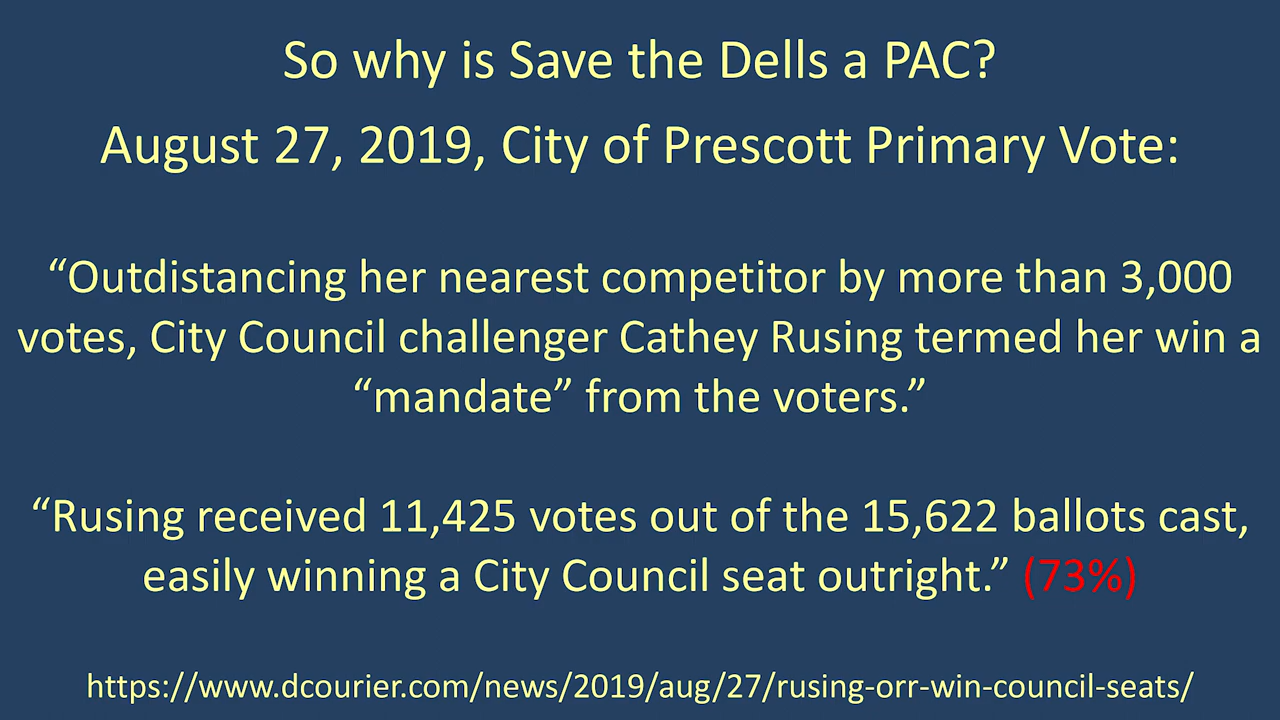 So why is Save the Dells a PAC?
August 27, 2019, City of Prescott Primary Vote:
“Outdistancing her nearest competitor by more than 3,000
votes, City Council challenger Cathey Rusing termed her win a
“mandate” from the voters.”
“Rusing received 11,425 votes out of the 15,622 ballots cast,
easily winning a City Council seat outright.” (73%)
https://www.dcourier.com/news/2019/aug/27/rusing-orr-win-council-seats/